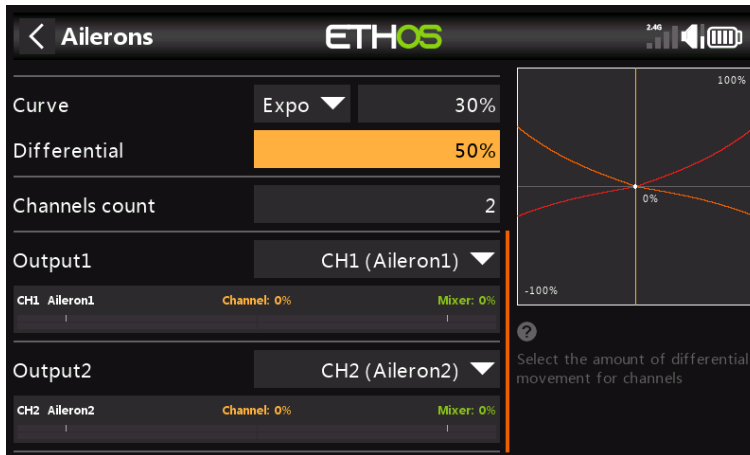 Ailerons
ETHOS
2.4G
Curve
Expo
30%
Differential
50%
Channels count
2
Output1
CH1 (Aileron1)
CH1 Aileron1
Channel: 0%
Mixer: 0%
Output2
CH2 (Aileron2)
CH2 Aileron2
Channel: 0%
Mixer: 0%
100%
0%
-100%
?
Select the amount of differential
movement for channels